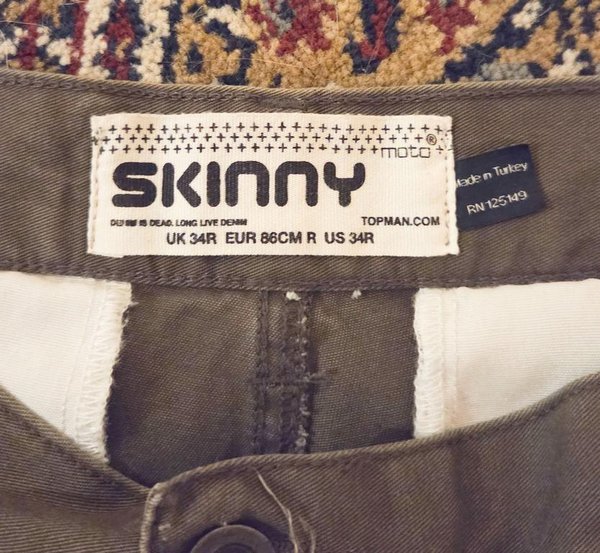 moto®
SKINNY
IS DEAD. LONG LIVE DENIM
TOPMAN.COM
UK 34R EUR 86CM R US 34R
Made in Turkey
RN 125149